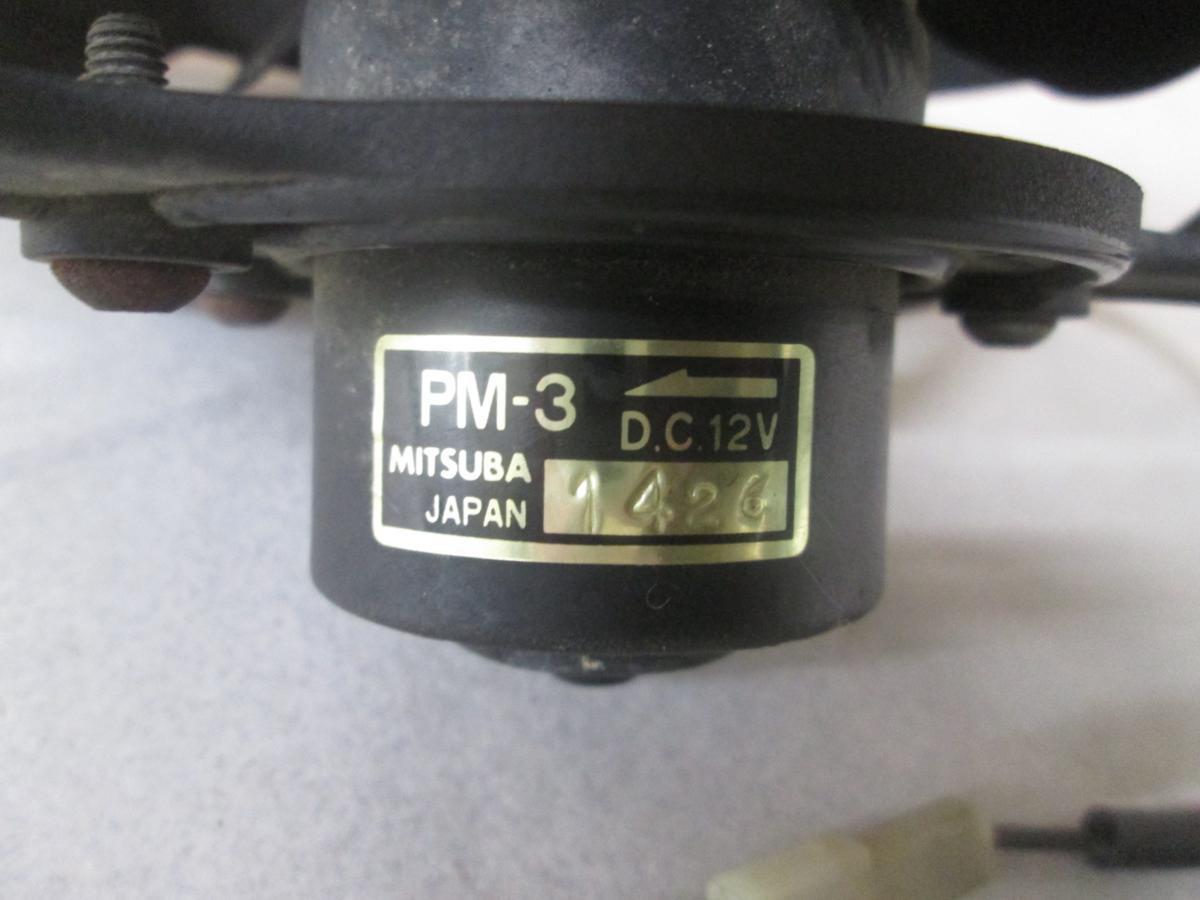 PM-3
D.C.12V
MITSUBA
JAPAN
1426